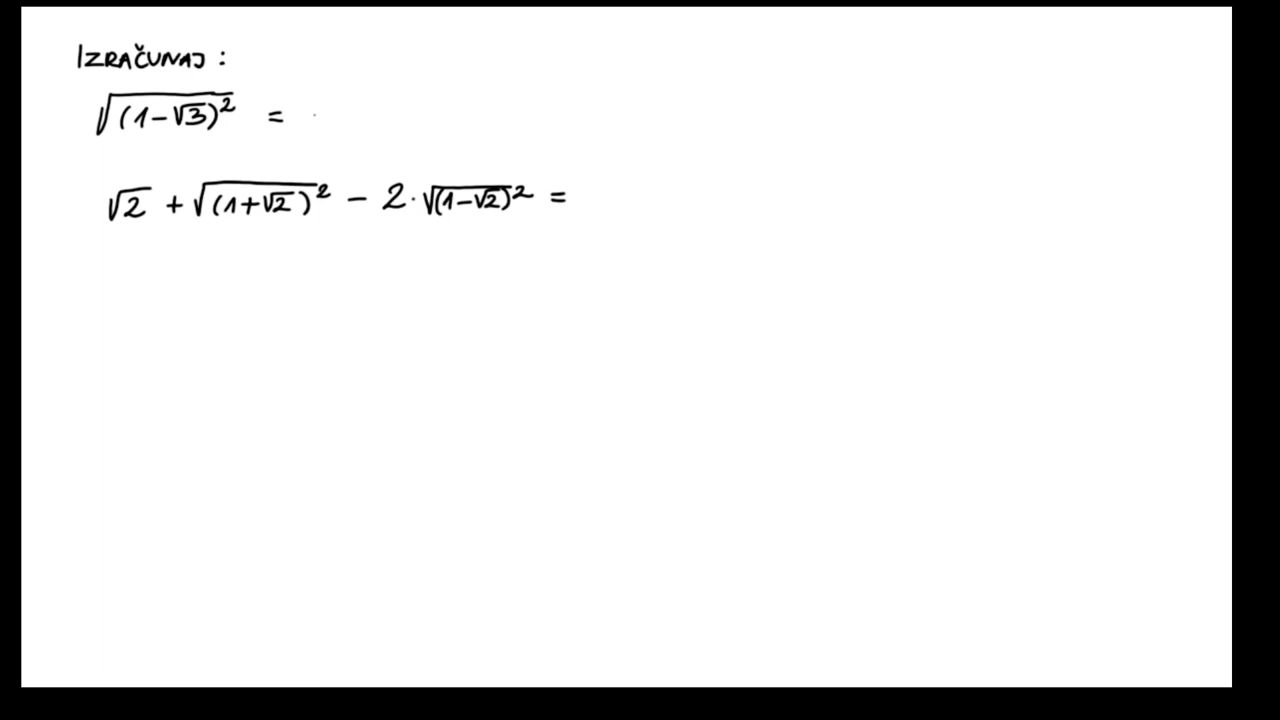 IZRAČUNAJ :
√(1-√3)² =
√2 + √(1+√2)² - 2·√(1-√2)² =